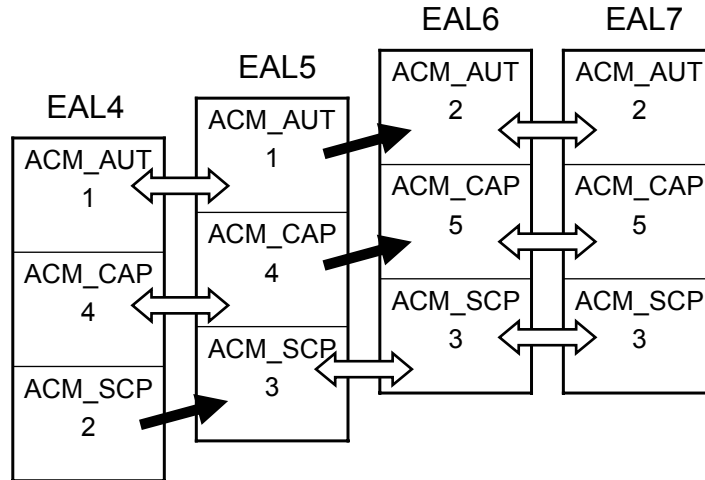 EAL4
ACM_AUT
1
ACM_CAP
4
ACM_SCP
2
EAL5
ACM_AUT
1
ACM_CAP
4
ACM_SCP
3
EAL6
ACM_AUT
2
ACM_CAP
5
ACM_SCP
3
EAL7
ACM_AUT
2
ACM_CAP
5
ACM_SCP
3